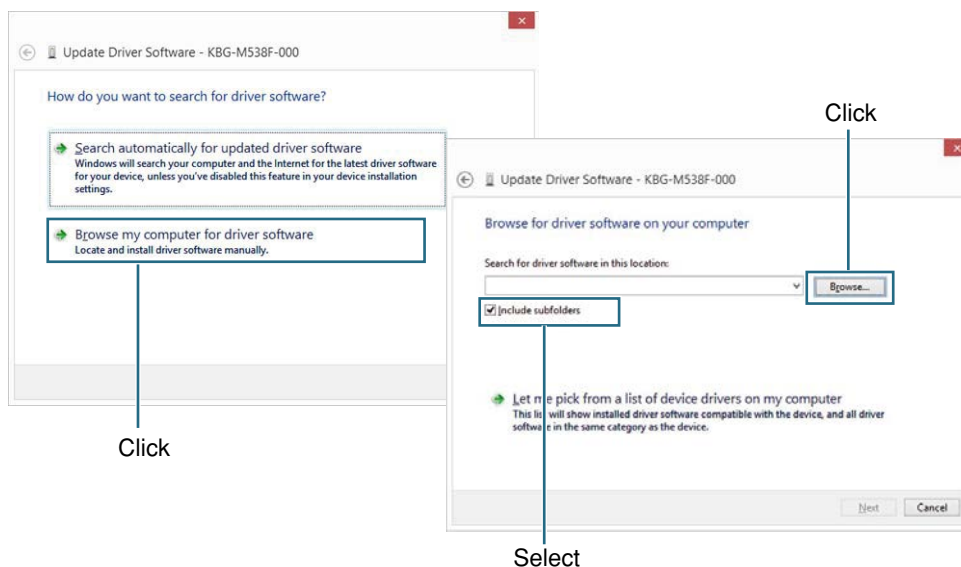 Update Driver Software - KBG-M538F-000
How do you want to search for driver software?
Search automatically for updated driver software
Windows will search your computer and the Internet for the latest driver software
for your device, unless you've disabled this feature in your device installation
settings.
Browse my computer for driver software
Locate and install driver software manually.
Click
Click
Update Driver Software - KBG-M538F-000
Browse for driver software on your computer
Search for driver software in this location:
Browse...
Include subfolders
Let me pick from a list of device drivers on my computer
This list will show installed driver software compatible with the device, and all driver
software in the same category as the device.
Next Cancel
Select